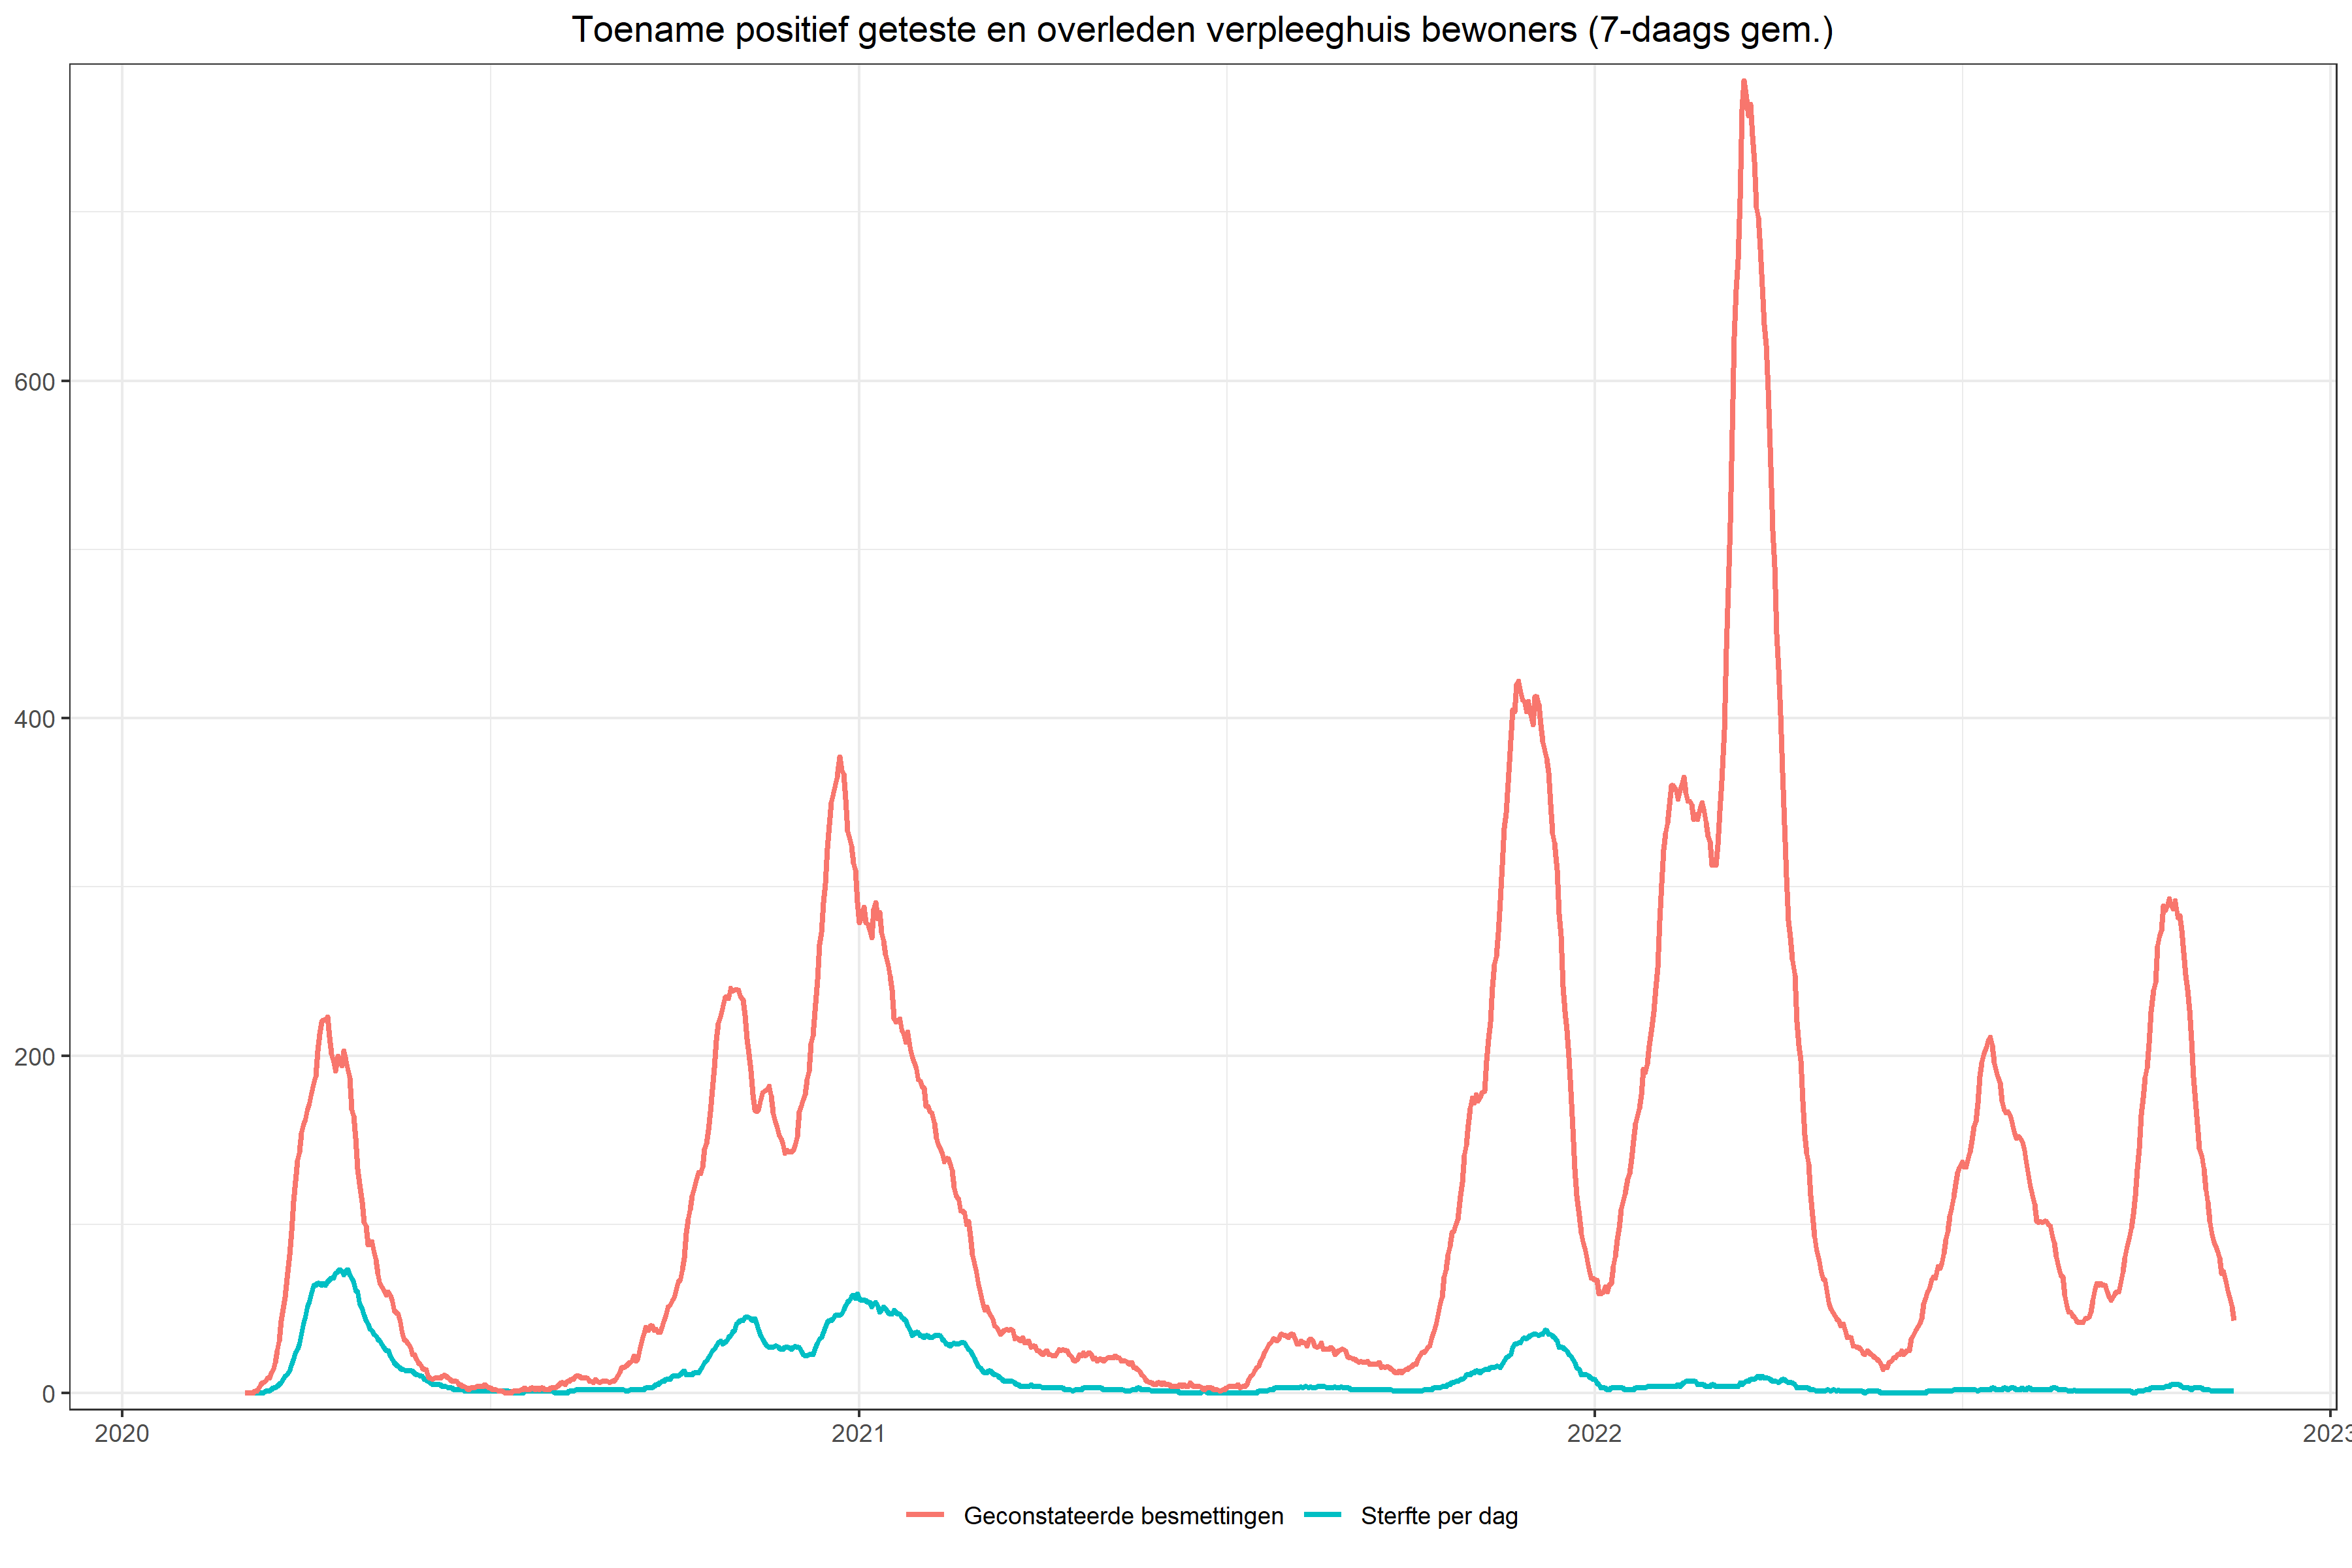 Toename positief geteste en overleden verpleeghuis bewoners (7-daags gem.)
600
400
200
0
2020 2021 2022 2023
Geconstateerde besmettingen Sterfte per dag